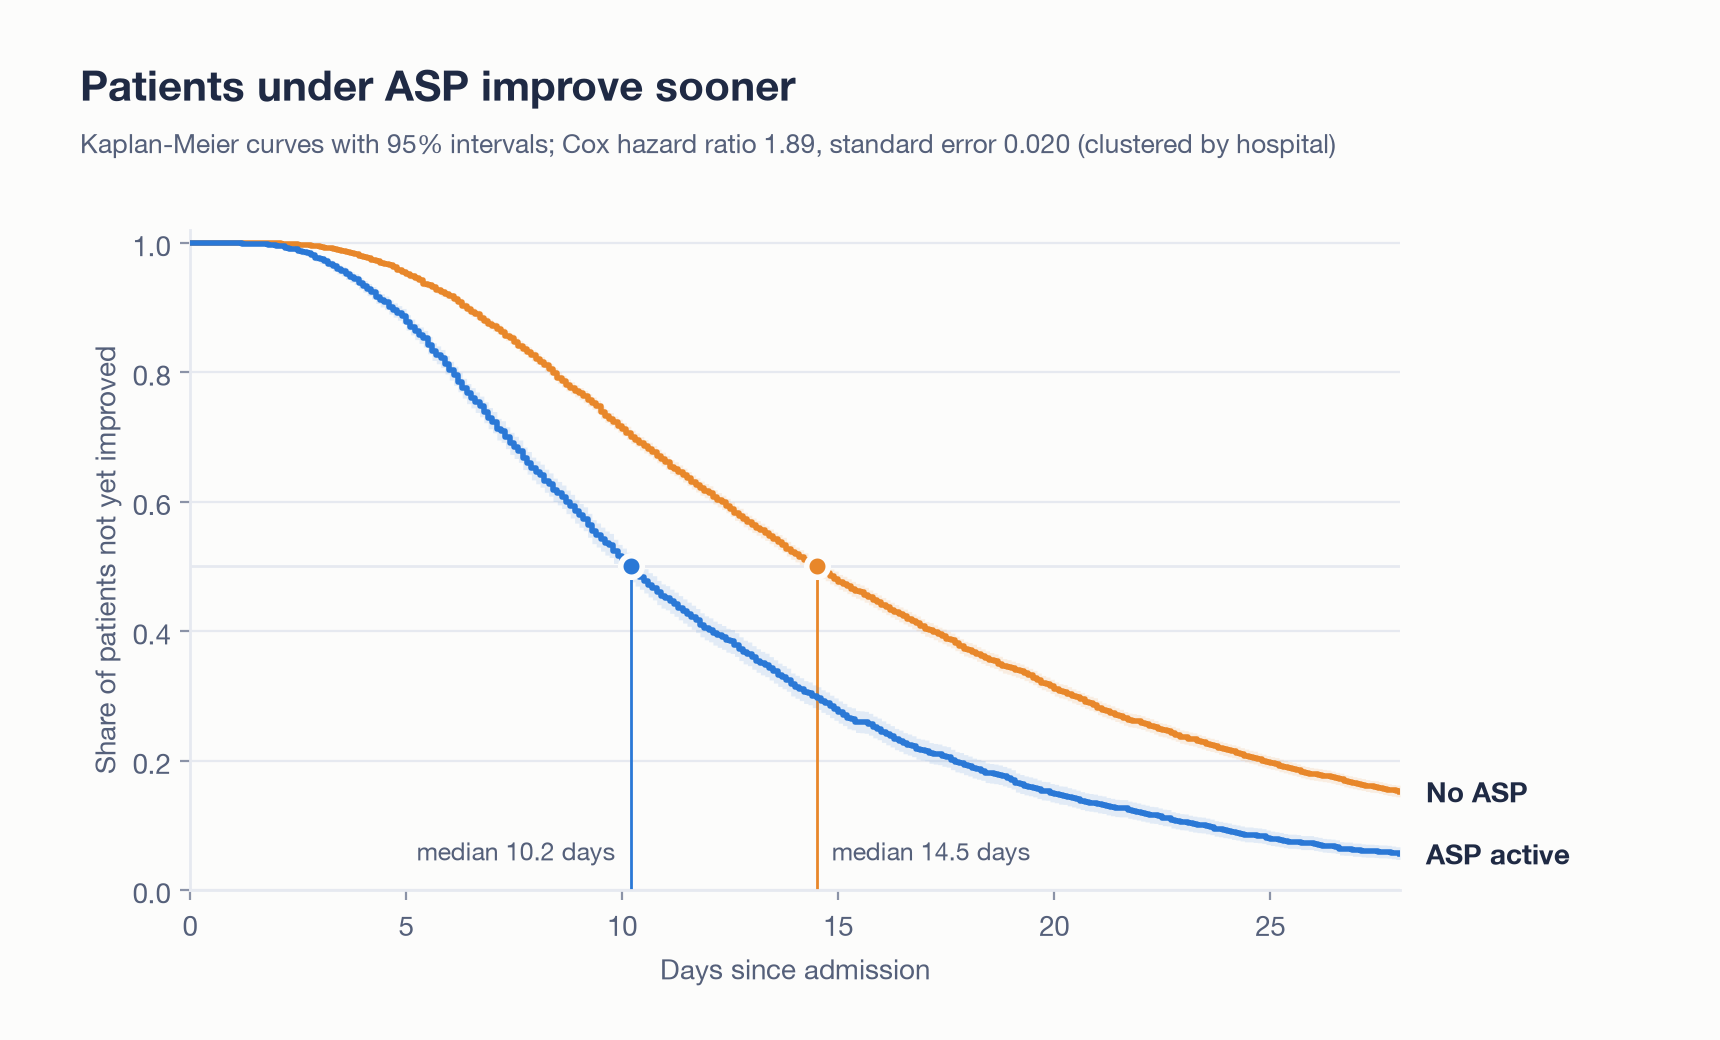 Patients under ASP improve sooner
Kaplan-Meier curves with 95% intervals; Cox hazard ratio 1.89, standard error 0.020 (clustered by hospital)
Share of patients not yet improved
1.0
0.8
0.6
0.4
0.2
0.0
median 10.2 days
median 14.5 days
No ASP
ASP active
0
5
10
15
20
25
Days since admission